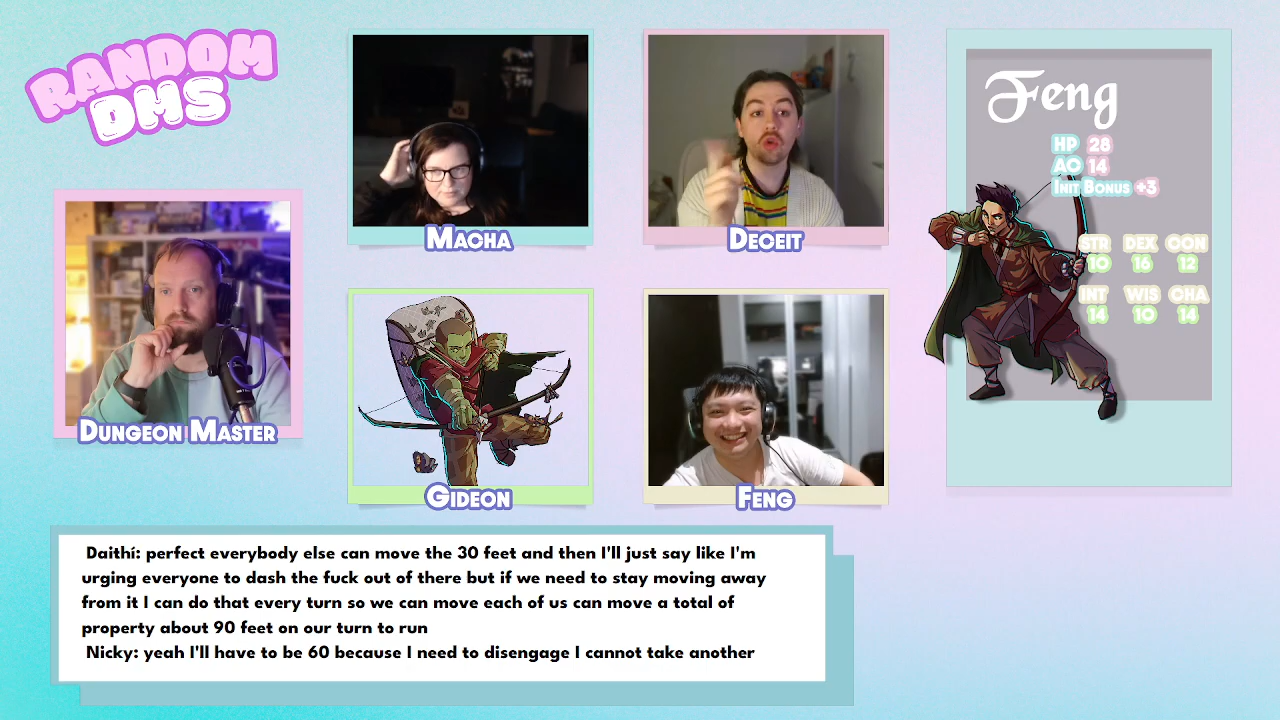 RANDOM
DMS
MACHA
DECEIT
Feng
HP 28
AC 14
INIT BONUS +3
STR DEX CON
10 16 12
INT WIS CHA
14 10 14
DUNGEON MASTER
GIDEON
FENG
Daithí: perfect everybody else can move the 30 feet and then I'll just say like I'm
urging everyone to dash the fuck out of there but if we need to stay moving away
from it I can do that every turn so we can move each of us can move a total of
property about 90 feet on our turn to run
Nicky: yeah I'll have to be 60 because I need to disengage I cannot take another